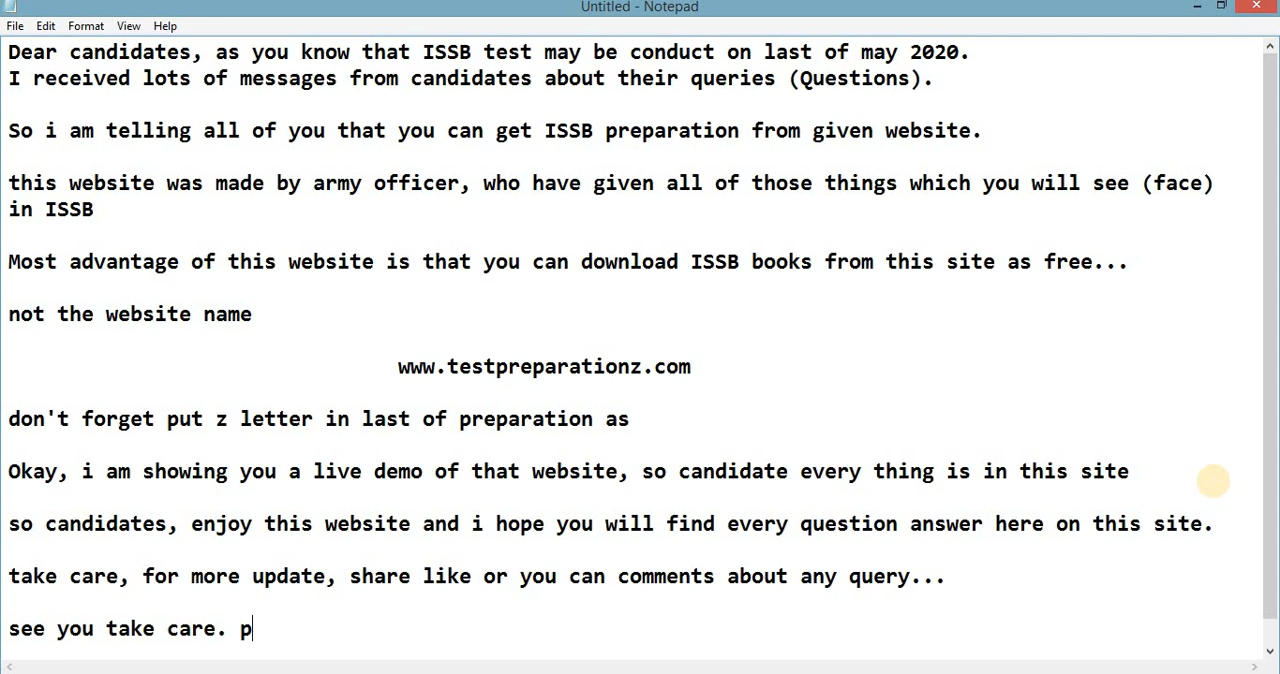 Untitled - Notepad
File Edit Format View Help
Dear candidates, as you know that ISSB test may be conduct on last of may 2020.
I received lots of messages from candidates about their queries (Questions).
So i am telling all of you that you can get ISSB preparation from given website.
this website was made by army officer, who have given all of those things which you will see (face)
in ISSB
Most advantage of this website is that you can download ISSB books from this site as free...
not the website name
www.testpreparationz.com
don't forget put z letter in last of preparation as
Okay, i am showing you a live demo of that website, so candidate every thing is in this site
so candidates, enjoy this website and i hope you will find every question answer here on this site.
take care, for more update, share like or you can comments about any query...
see you take care. p